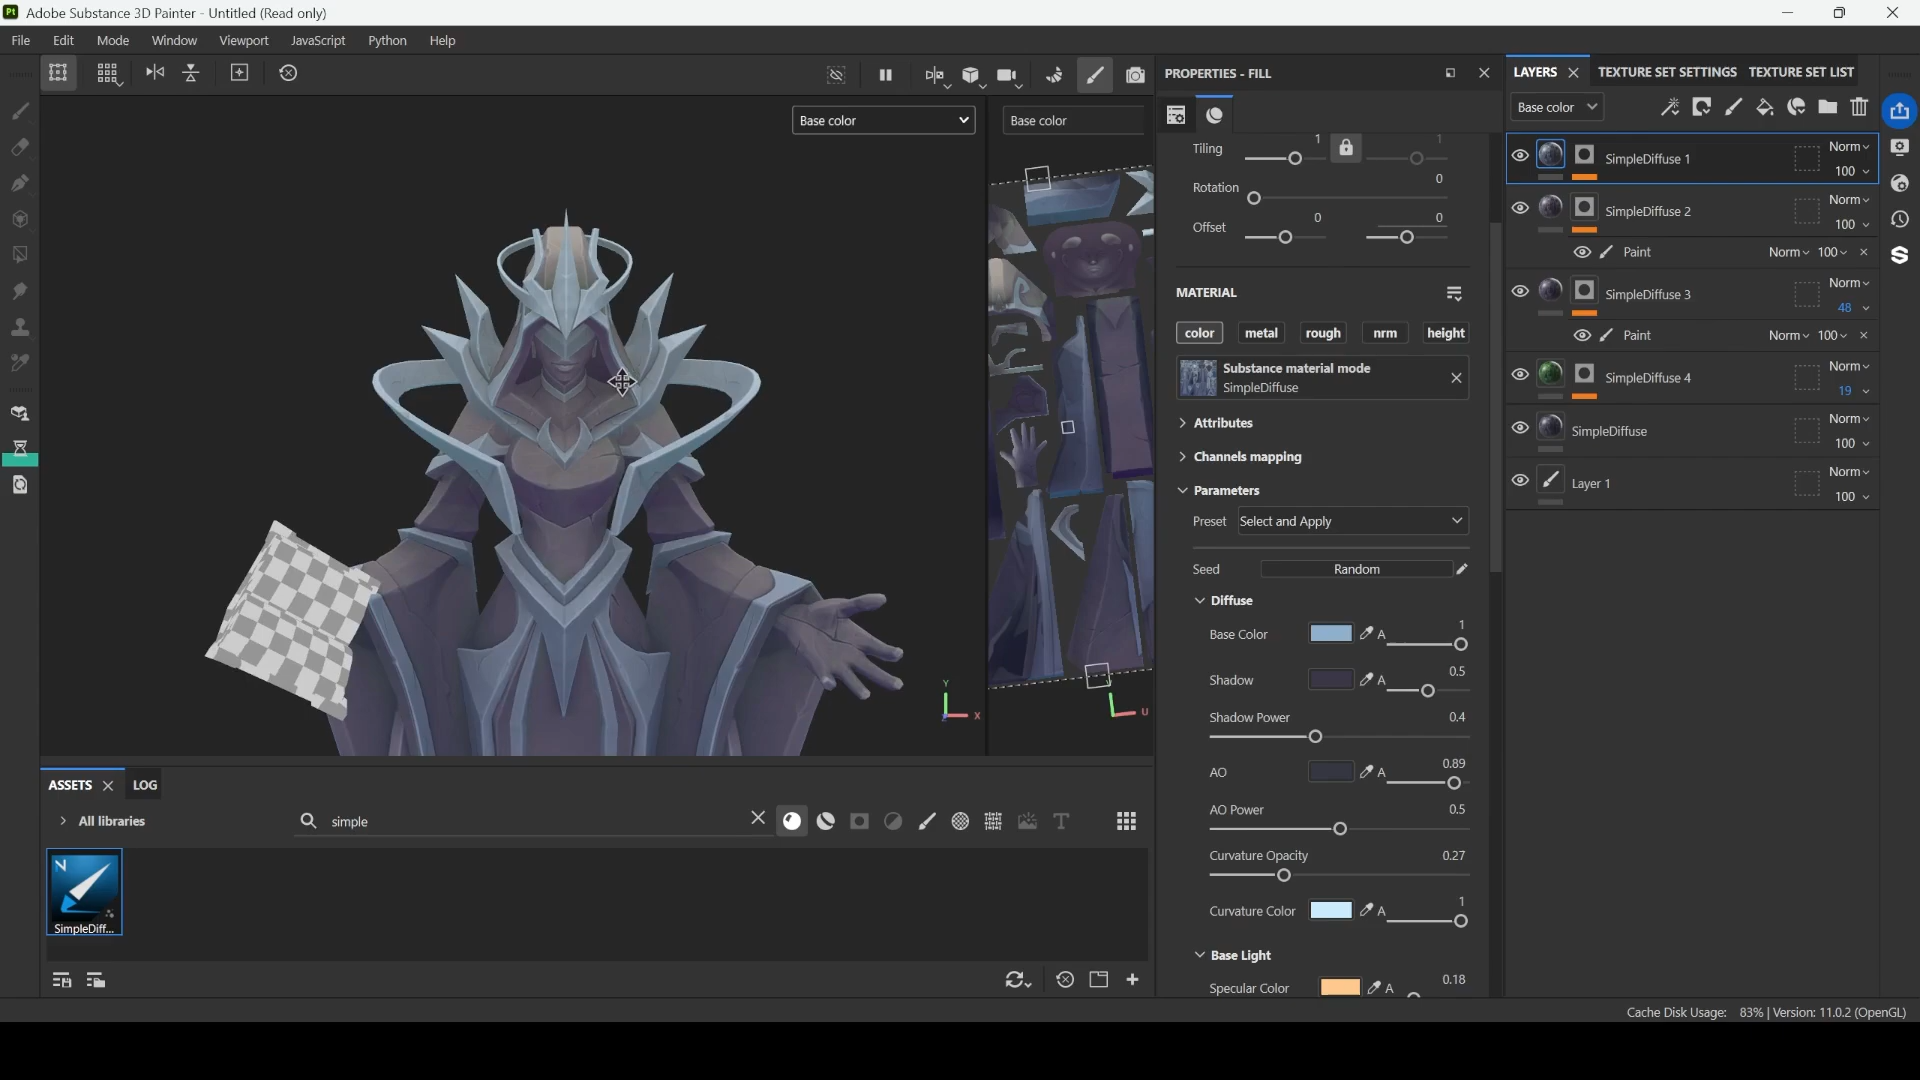 Pt Adobe Substance 3D Painter - Untitled (Read only)
File Edit Mode Window Viewport JavaScript Python Help
Base color
Base color
Y
X
U
ASSETS
LOG
All libraries
simple
N
SimpleDiff...
PROPERTIES - FILL
Tiling 1 1
Rotation 0
Offset 0 0
MATERIAL
color metal rough nrm height
Substance material mode
SimpleDiffuse
Attributes
Channels mapping
Parameters
Preset Select and Apply
Seed Random
Diffuse
Base Color A 1
Shadow A 0.5
Shadow Power 0.4
AO A 0.89
AO Power 0.5
Curvature Opacity 0.27
Curvature Color A 1
Base Light
Specular Color A 0.18
LAYERS TEXTURE SET SETTINGS TEXTURE SET LIST
Base color
SimpleDiffuse 1 Norm 100
SimpleDiffuse 2 Norm 100
Paint Norm 100
SimpleDiffuse 3 Norm 48
Paint Norm 100
SimpleDiffuse 4 Norm 19
SimpleDiffuse Norm 100
Layer 1 Norm 100
Cache Disk Usage: 83% | Version: 11.0.2 (OpenGL)